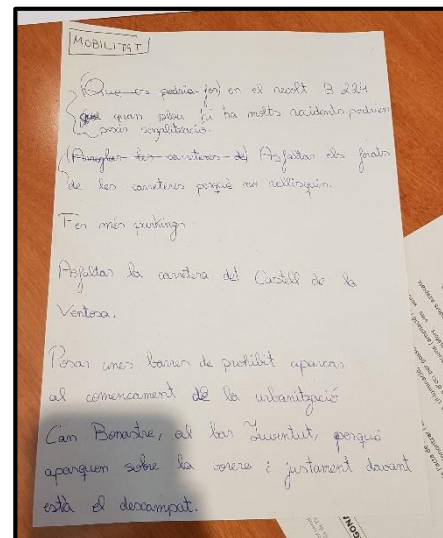 MOBILITAT
(Que es podria fer) en el revolt B 224
que quan plou hi ha molts accidents podrien
posar senyalització.
(Arreglar les carreteres de) Asfaltar els forats
de les carreteres perquè no rellisquin.
Fer més parkings
Asfaltar la carretera del Castell de la
Ventosa.
Posar unes barres de prohibit aparcar
al començament de la urbanització
Can Bonastre, al bar Juventut, perquè
aparquen sobre la vorera i justament davant
està el descampat.